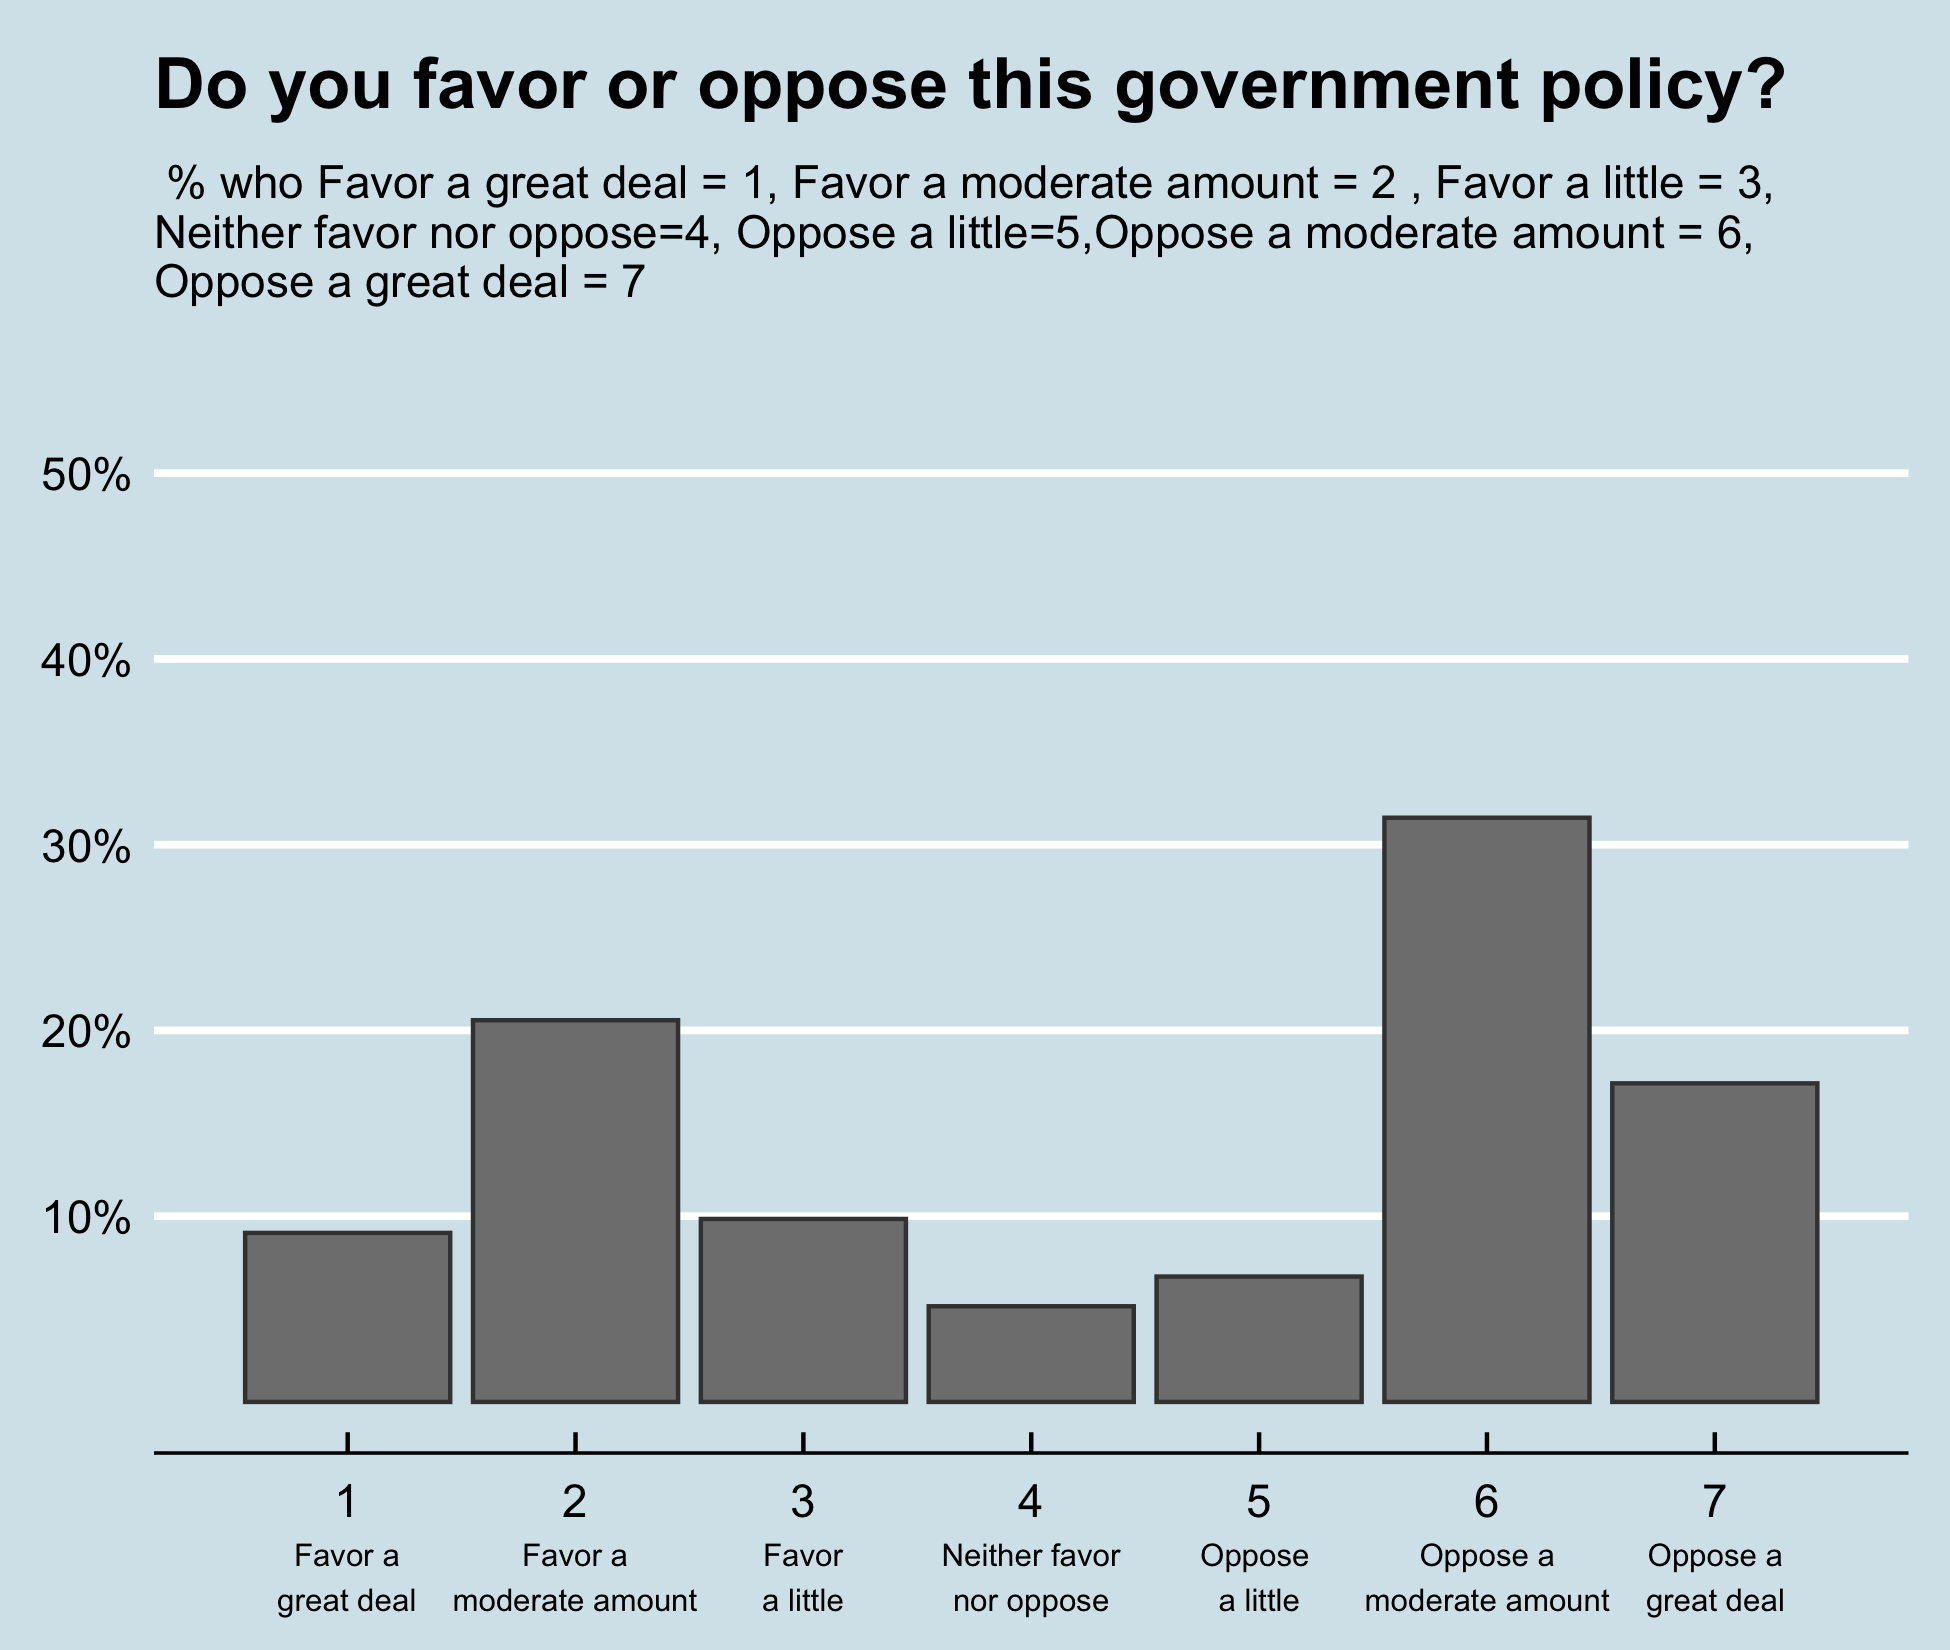 Do you favor or oppose this government policy?
% who Favor a great deal = 1, Favor a moderate amount = 2 , Favor a little = 3,
Neither favor nor oppose=4, Oppose a little=5,Oppose a moderate amount = 6,
Oppose a great deal = 7
50%
40%
30%
20%
10%
1 2 3 4 5 6 7
Favor a Favor a Favor Neither favor Oppose Oppose a Oppose a
great deal moderate amount a little nor oppose a little moderate amount great deal